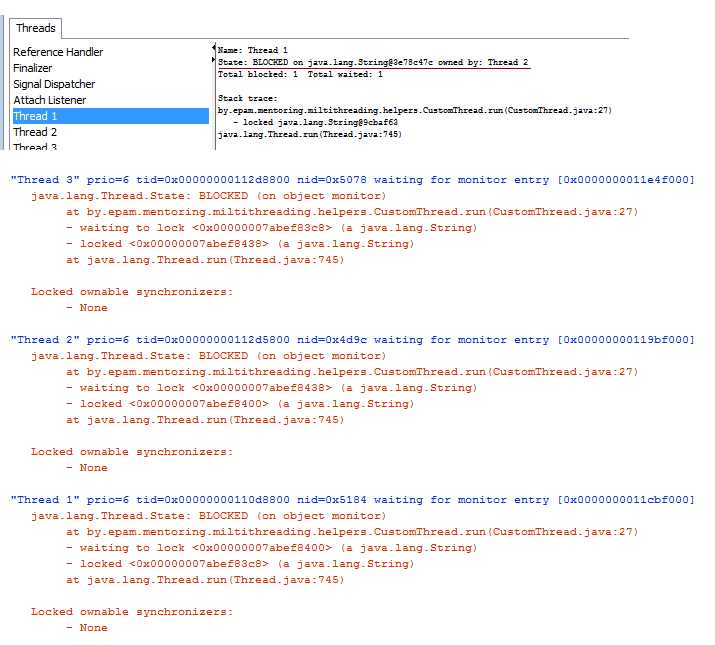 Threads
Reference Handler
Finalizer
Signal Dispatcher
Attach Listener
Thread 1
Thread 2
Thread 3
Name: Thread 1
State: BLOCKED on java.lang.String@3e78c47c owned by: Thread 2
Total blocked: 1  Total waited: 1
Stack trace:
by.epam.mentoring.miltithreading.helpers.CustomThread.run(CustomThread.java:27)
- locked java.lang.String@9cbaf63
java.lang.Thread.run(Thread.java:745)
"Thread 3" prio=6 tid=0x00000000112d8800 nid=0x5078 waiting for monitor entry [0x0000000011e4f000]
java.lang.Thread.State: BLOCKED (on object monitor)
at by.epam.mentoring.miltithreading.helpers.CustomThread.run(CustomThread.java:27)
- waiting to lock <0x00000007abef83c8> (a java.lang.String)
- locked <0x00000007abef8438> (a java.lang.String)
at java.lang.Thread.run(Thread.java:745)
Locked ownable synchronizers:
- None
"Thread 2" prio=6 tid=0x00000000112d5800 nid=0x4d9c waiting for monitor entry [0x00000000119bf000]
java.lang.Thread.State: BLOCKED (on object monitor)
at by.epam.mentoring.miltithreading.helpers.CustomThread.run(CustomThread.java:27)
- waiting to lock <0x00000007abef8438> (a java.lang.String)
- locked <0x00000007abef8400> (a java.lang.String)
at java.lang.Thread.run(Thread.java:745)
Locked ownable synchronizers:
- None
"Thread 1" prio=6 tid=0x00000000110d8800 nid=0x5184 waiting for monitor entry [0x0000000011cbf000]
java.lang.Thread.State: BLOCKED (on object monitor)
at by.epam.mentoring.miltithreading.helpers.CustomThread.run(CustomThread.java:27)
- waiting to lock <0x00000007abef8400> (a java.lang.String)
- locked <0x00000007abef83c8> (a java.lang.String)
at java.lang.Thread.run(Thread.java:745)
Locked ownable synchronizers:
- None